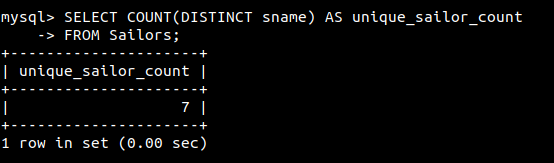 mysql> SELECT COUNT(DISTINCT sname) AS unique_sailor_count
    -> FROM Sailors;
+---------------------+
| unique_sailor_count |
+---------------------+
|                   7 |
+---------------------+
1 row in set (0.00 sec)